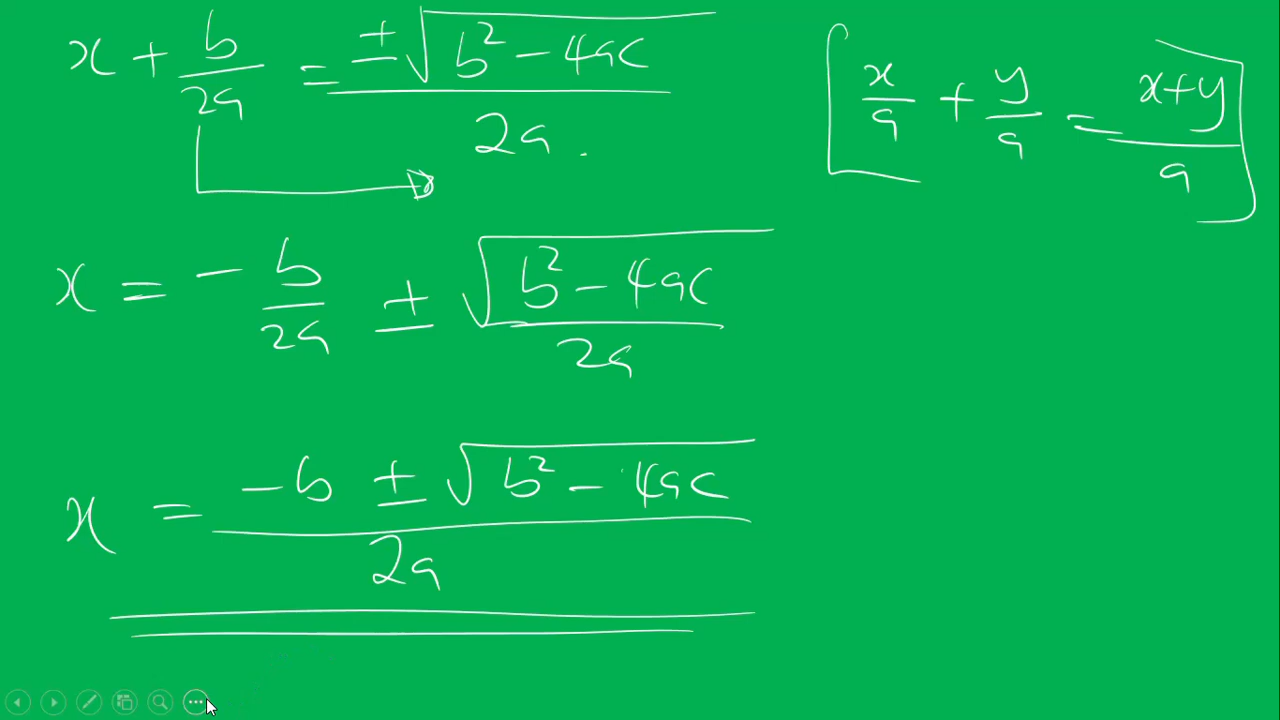 x + b/2a = ±√(b² - 4ac)/2a.
[x/a + y/a = (x+y)/a]
x = - b/2a ± √(b² - 4ac)/2a
x = (-b ± √(b² - 4ac))/2a